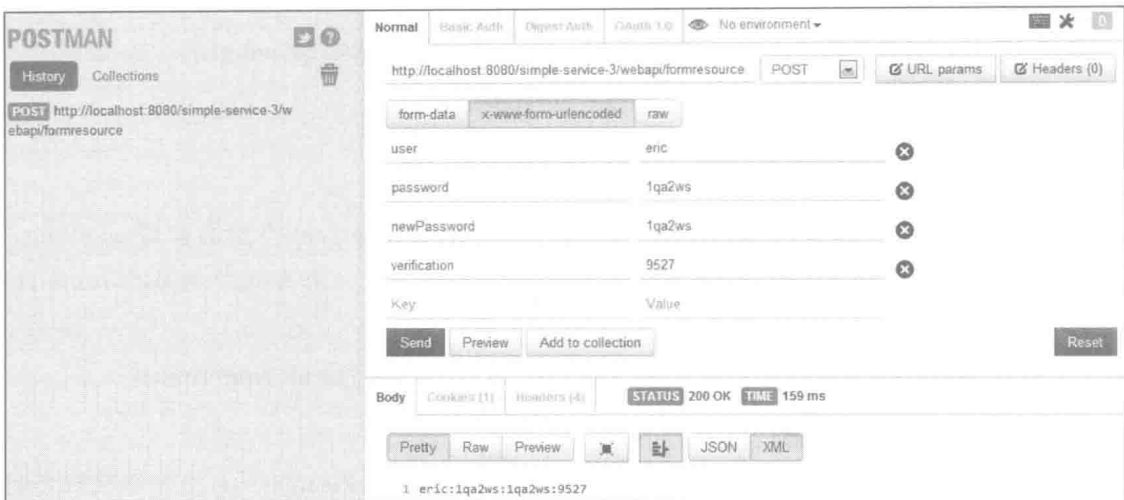 POSTMAN
History Collections
POST http://localhost:8080/simple-service-3/w
ebapi/formresource
Normal Basic Auth Digest Auth OAuth 1.0 No environment
0
http://localhost:8080/simple-service-3/webapi/formresource POST URL params Headers (0)
form-data x-www-form-urlencoded raw
user eric
password 1qa2ws
newPassword 1qa2ws
verification 9527
Key Value
Send Preview Add to collection Reset
Body Cookies (1) Headers (4) STATUS 200 OK TIME 159 ms
Pretty Raw Preview JSON XML
1 eric:1qa2ws:1qa2ws:9527